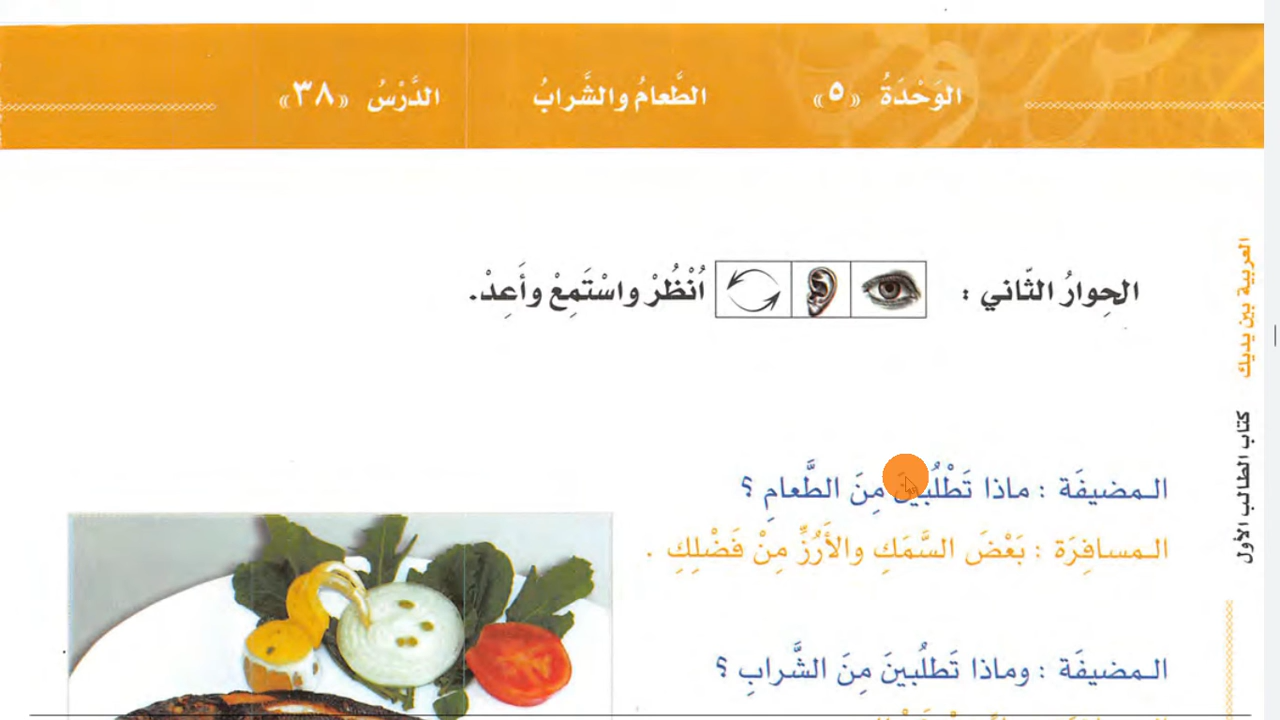 الوَحْدَةُ «٥» الطَّعامُ والشَّرابُ الدَّرْسُ «٣٨»
الحِوارُ الثّاني : اُنْظُرْ واسْتَمِعْ وأَعِدْ.
المضيفَة : ماذا تَطْلُبينَ مِنَ الطَّعامِ ؟
المسافِرَة : بَعْضَ السَّمَكِ والأَرُزِّ مِنْ فَضْلِكِ .
المضيفَة : وماذا تَطلُبينَ مِنَ الشَّرابِ ؟
العربية بين يديك
كتاب الطالب الأول